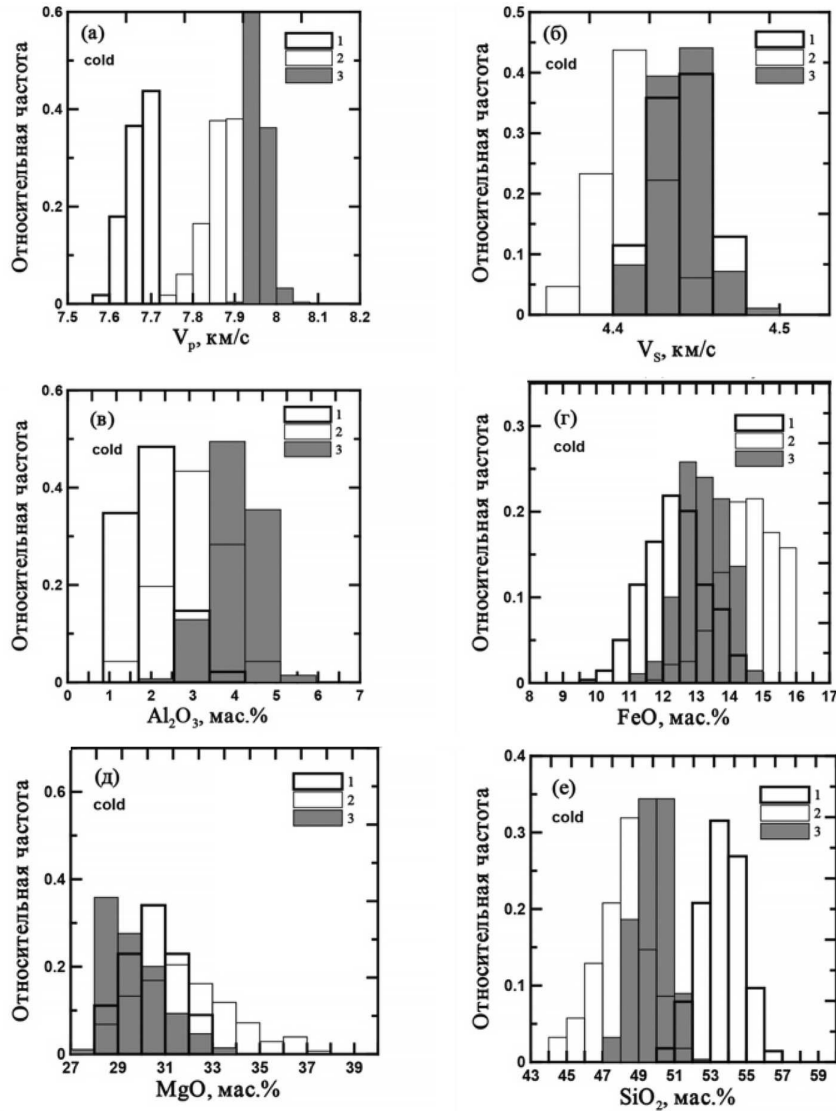 (а)
cold
1
2
3
Относительная частота
0.6
0.4
0.2
0
7.5 7.6 7.7 7.8 7.9 8 8.1 8.2
Vp, км/с
(б)
cold
1
2
3
Относительная частота
0.5
0.4
0.3
0.2
0.1
0
4.4 4.5
VS, км/с
(в)
cold
1
2
3
Относительная частота
0.6
0.4
0.2
0
0 1 2 3 4 5 6 7
Al2O3, мас.%
(г)
cold
1
2
3
Относительная частота
0.3
0.2
0.1
0
8 9 10 11 12 13 14 15 16 17
FeO, мас.%
(д)
cold
1
2
3
Относительная частота
0.6
0.4
0.2
0
27 29 31 33 35 37 39
MgO, мас.%
(е)
cold
1
2
3
Относительная частота
0.4
0.3
0.2
0.1
0
43 45 47 49 51 53 55 57 59
SiO2, мас.%